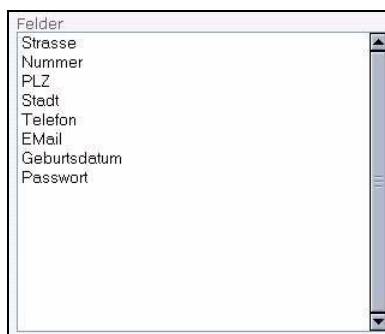 Felder
Strasse
Nummer
PLZ
Stadt
Telefon
EMail
Geburtsdatum
Passwort